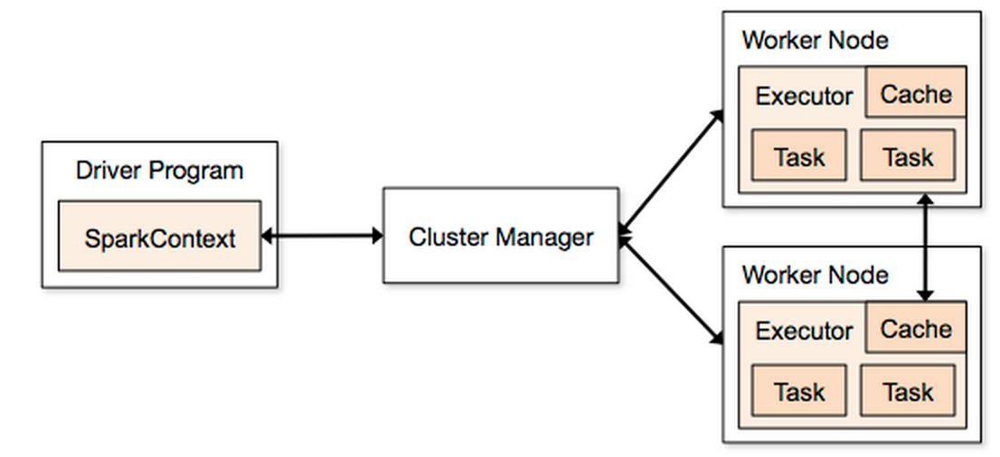 Driver Program
SparkContext
Cluster Manager
Worker Node
Executor
Cache
Task
Task
Worker Node
Executor
Cache
Task
Task